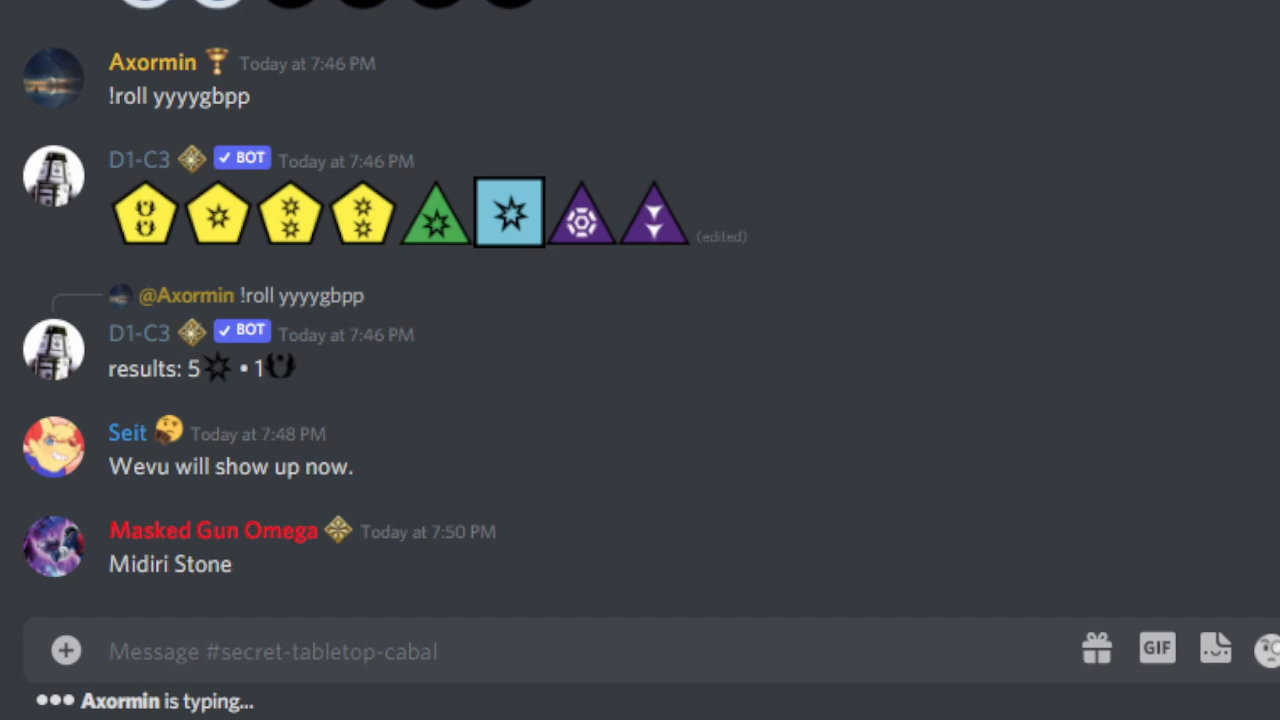 Axormin Today at 7:46 PM
!roll yyyygbpp
D1-C3 ✓ BOT Today at 7:46 PM
(edited)
@Axormin !roll yyyygbpp
D1-C3 ✓ BOT Today at 7:46 PM
results: 5 • 1
Seit Today at 7:48 PM
Wevu will show up now.
Masked Gun Omega Today at 7:50 PM
Midiri Stone
Message #secret-tabletop-cabal
GIF
Axormin is typing...